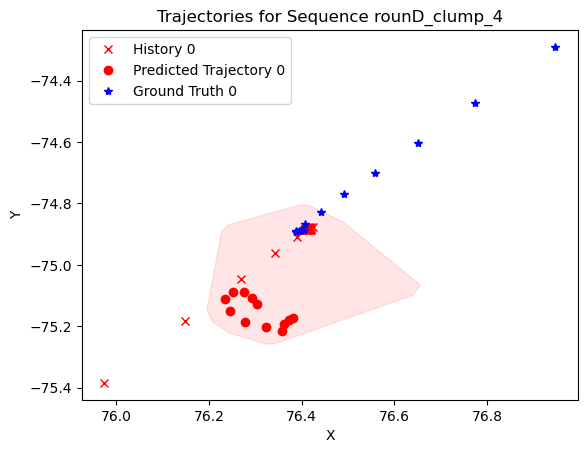 Trajectories for Sequence rounD_clump_4
History 0
Predicted Trajectory 0
Ground Truth 0
−74.4
−74.6
−74.8
−75.0
−75.2
−75.4
Y
76.0 76.2 76.4 76.6 76.8
X